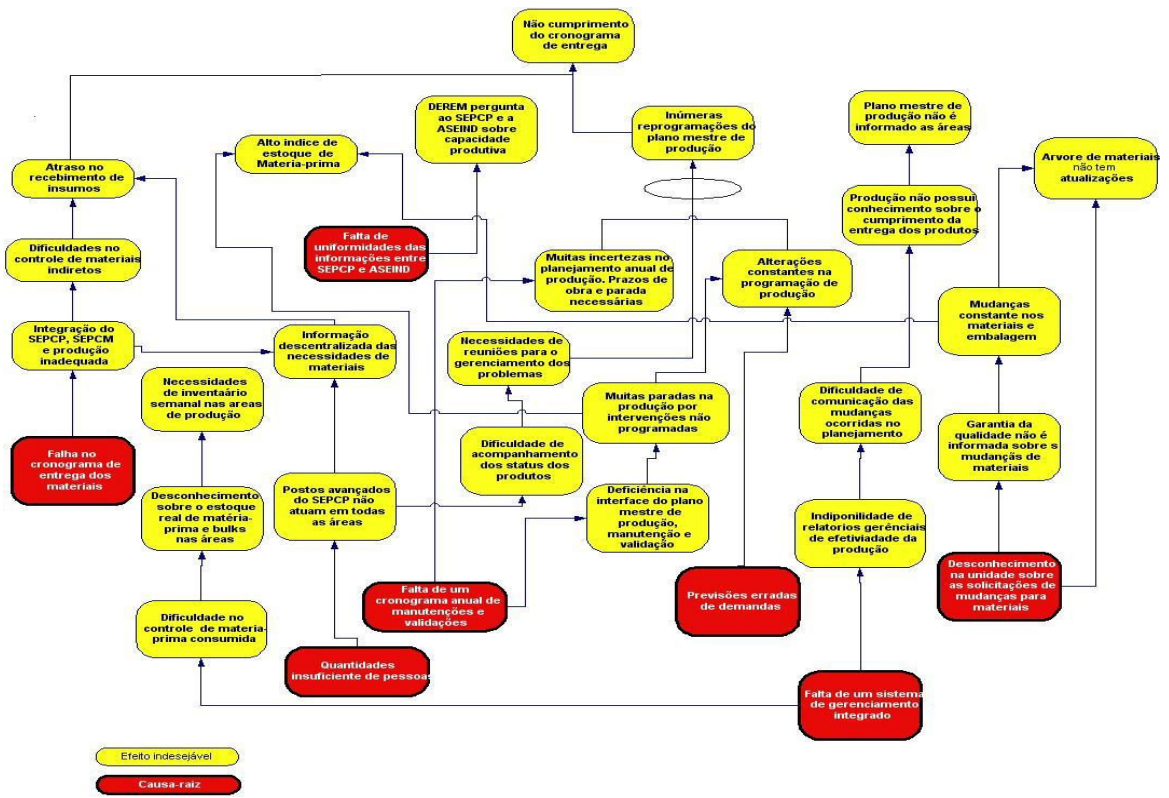 Não cumprimento
do cronograma
de entrega
DEREM pergunta
ao SEPCP e a
ASEIND sobre
capacidade
produtiva
Inúmeras
reprogramações do
plano mestre de
produção
Plano mestre de
produção não é
informado as áreas
Alto indice de
estoque de
Materia-prima
Atraso no
recebimento de
insumos
Arvore de materiais
não tem
atualizações
Produção não possui
conhecimento sobre o
cumprimento da
entrega dos produtos
Falta de
uniformidades das
informações entre
SEPCP e ASEIND
Dificuldades no
controle de materiais
indiretos
Muitas incertezas no
planejamento anual de
produção. Prazos de
obra e parada
necessárias
Alterações
constantes na
programação de
produção
Mudanças
constante nos
materiais e
embalagem
Integração do
SEPCP, SEPCM
e produção
inadequada
Informação
descentralizada das
necessidades de
materiais
Necessidades de
reuniões para o
gerenciamento dos
problemas
Necessidades
de inventaário
semanal nas areas
de produção
Muitas paradas na
produção por
intervenções não
programadas
Dificuldade de
comunicação das
mudanças
ocorridas no
planejamento
Garantia da
qualidade não é
informada sobre s
mudançãs de
materiais
Falha no
cronograma de
entrega dos
materiais
Dificuldade de
acompanhamento
dos status dos
produtos
Desconhecimento
sobre o estoque
real de matéria-
prima e bulks
nas áreas
Postos avançados
do SEPCP não
atuam em todas
as áreas
Deficiência na
interface do plano
mestre de
produção,
manutenção e
validação
Indiponilidade de
relatorios gerênciais
de efetiviadade da
produção
Falta de um
cronograma anual de
manutenções e
validações
Previsões erradas
de demandas
Desconhecimento
na unidade sobre
as solicitações de
mudanças para
materiais
Dificuldade no
controle de materia-
prima consumida
Quantidades
insuficiente de pessoas
Falta de um sistema
de gerenciamento
integrado
Efeito indesejável
Causa-raiz